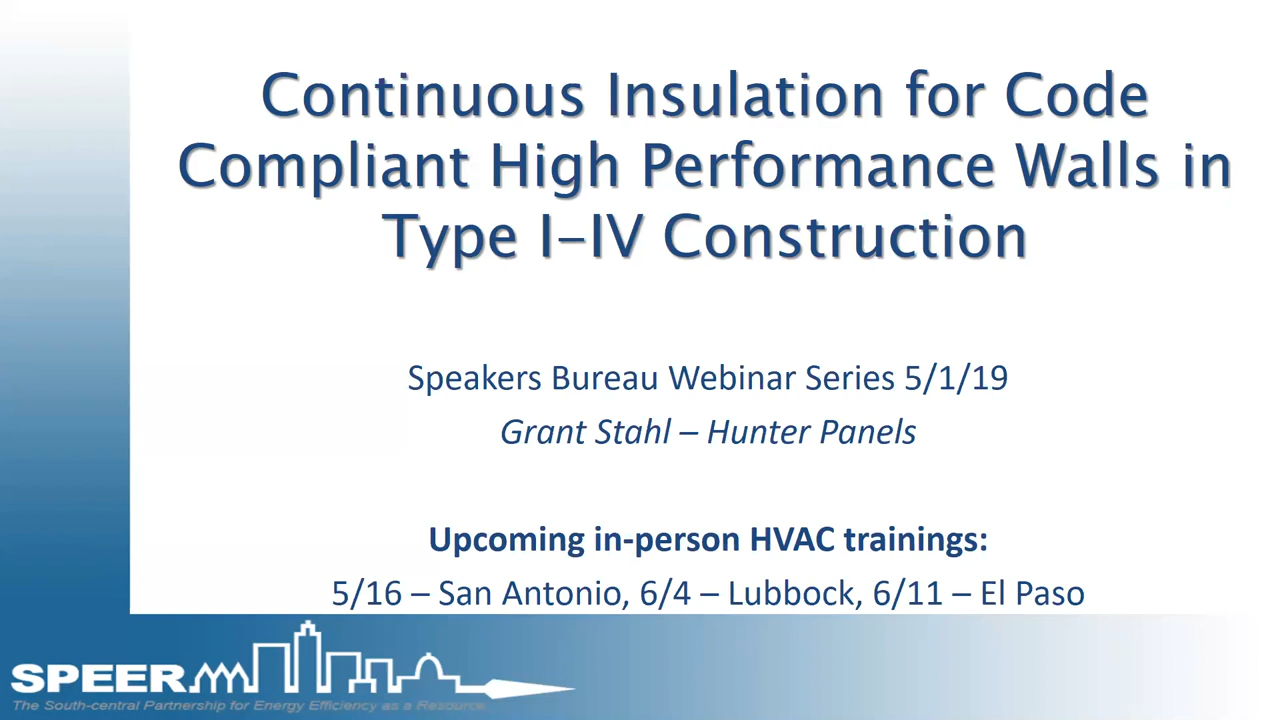 Continuous Insulation for Code
Compliant High Performance Walls in
Type I-IV Construction
Speakers Bureau Webinar Series 5/1/19
Grant Stahl – Hunter Panels
Upcoming in-person HVAC trainings:
5/16 – San Antonio, 6/4 – Lubbock, 6/11 – El Paso
SPEER
The South-central Partnership for Energy Efficiency as a Resource